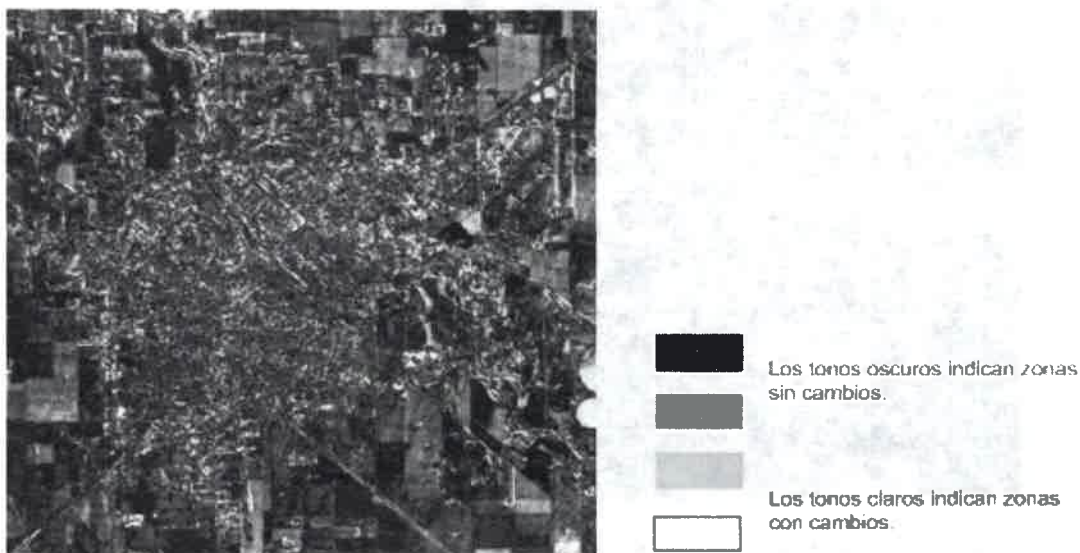 Los tonos oscuros indican zonas
sin cambios.
Los tonos claros indican zonas
con cambios.